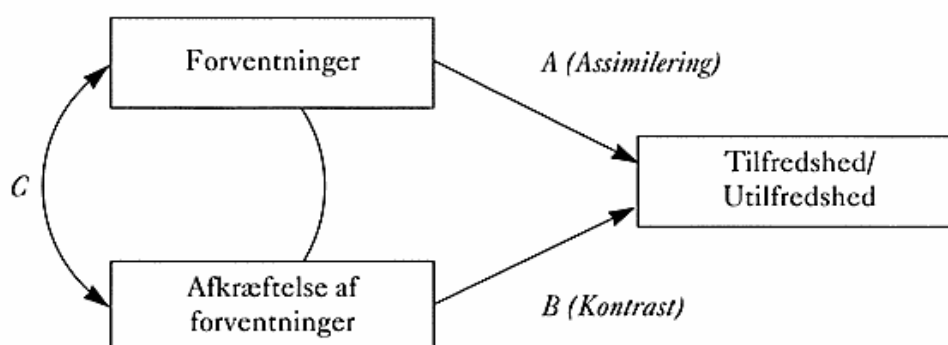 Forventninger
A (Assimilering)
Tilfredshed/
Utilfredshed
C
Afkræftelse af
forventninger
B (Kontrast)